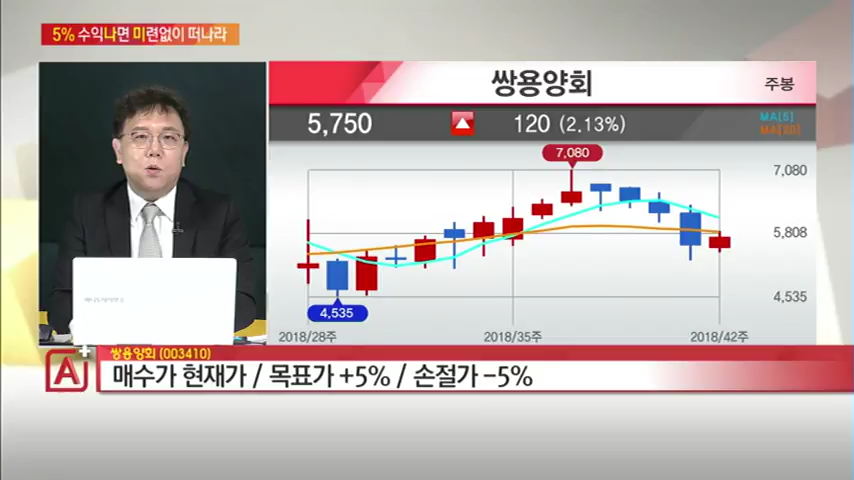 5% 수익나면 미련없이 떠나라
쌍용양회
주봉
5,750
120 (2.13%)
MA[5]
MA[20]
7,080
7,080
5,808
4,535
4,535
2018/28주
2018/35주
2018/42주
A+
쌍용양회 (003410)
매수가 현재가 / 목표가 +5% / 손절가 -5%